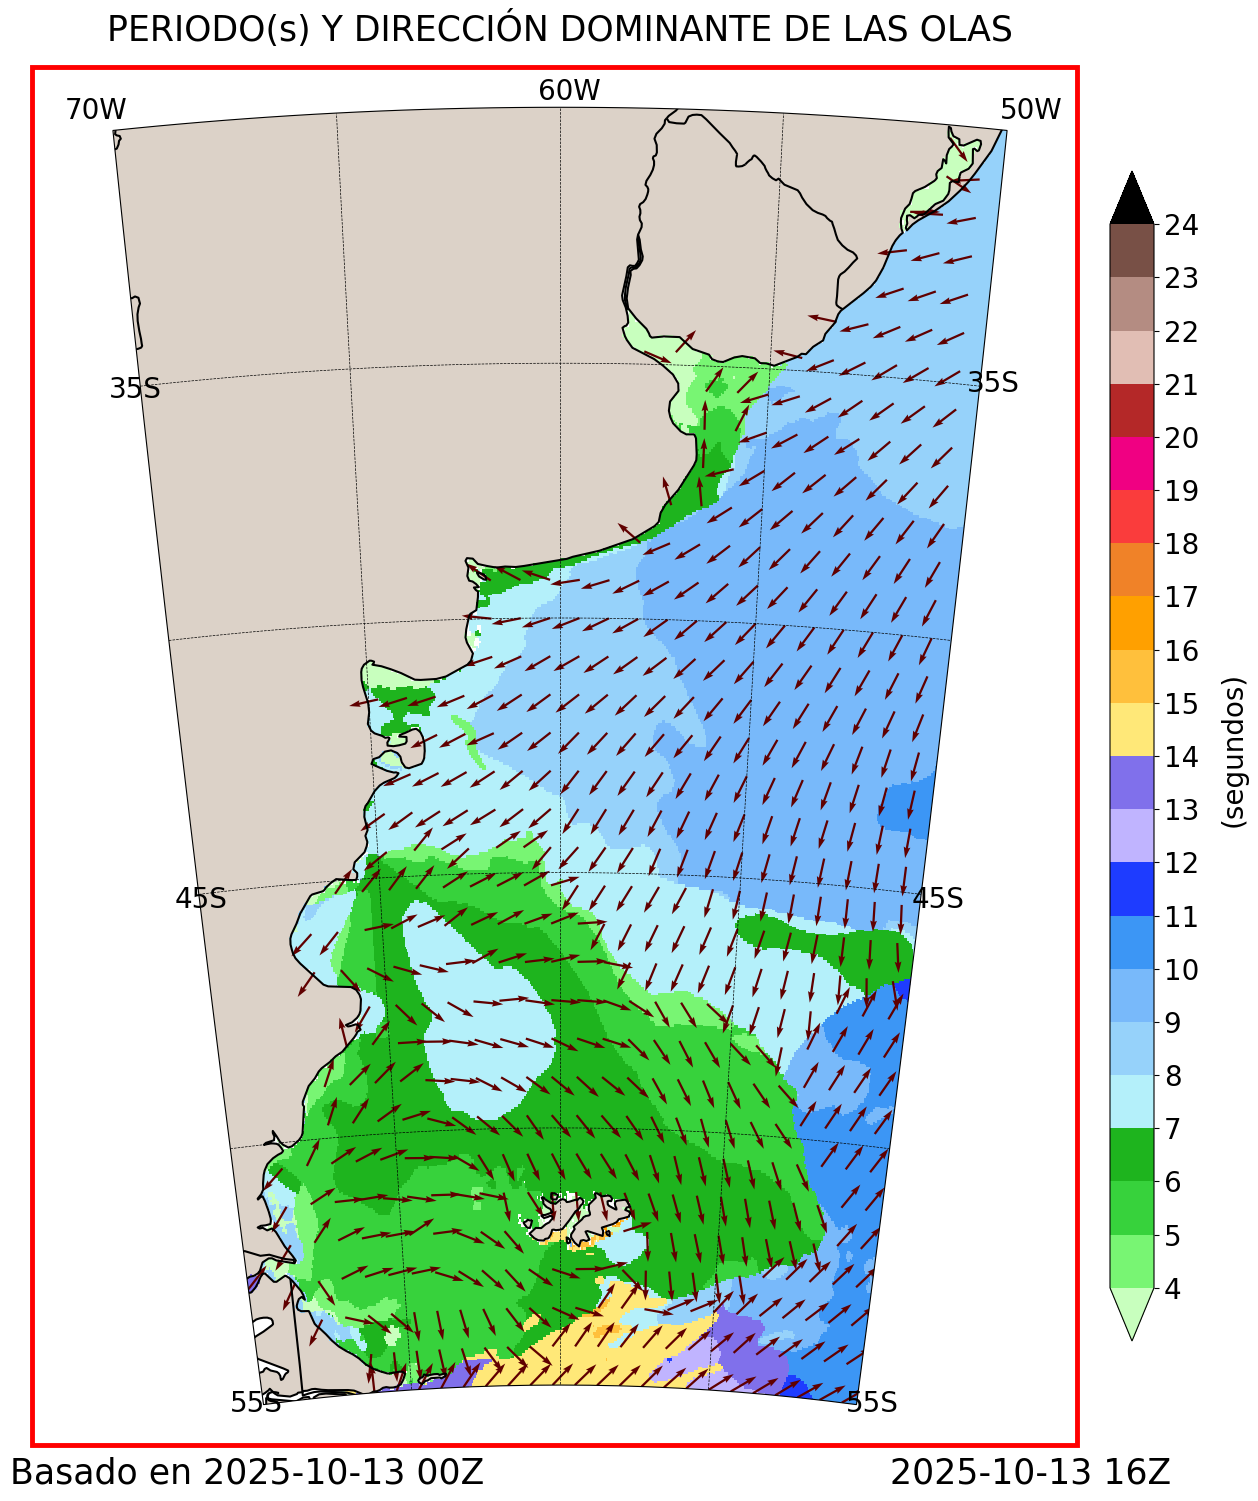 PERIODO(s) Y DIRECCIÓN DOMINANTE DE LAS OLAS
70W
60W
50W
35S
35S
45S
45S
55S
55S
24
23
22
21
20
19
18
17
16
15
14
13
12
11
10
9
8
7
6
5
4
(segundos)
Basado en 2025-10-13 00Z
2025-10-13 16Z